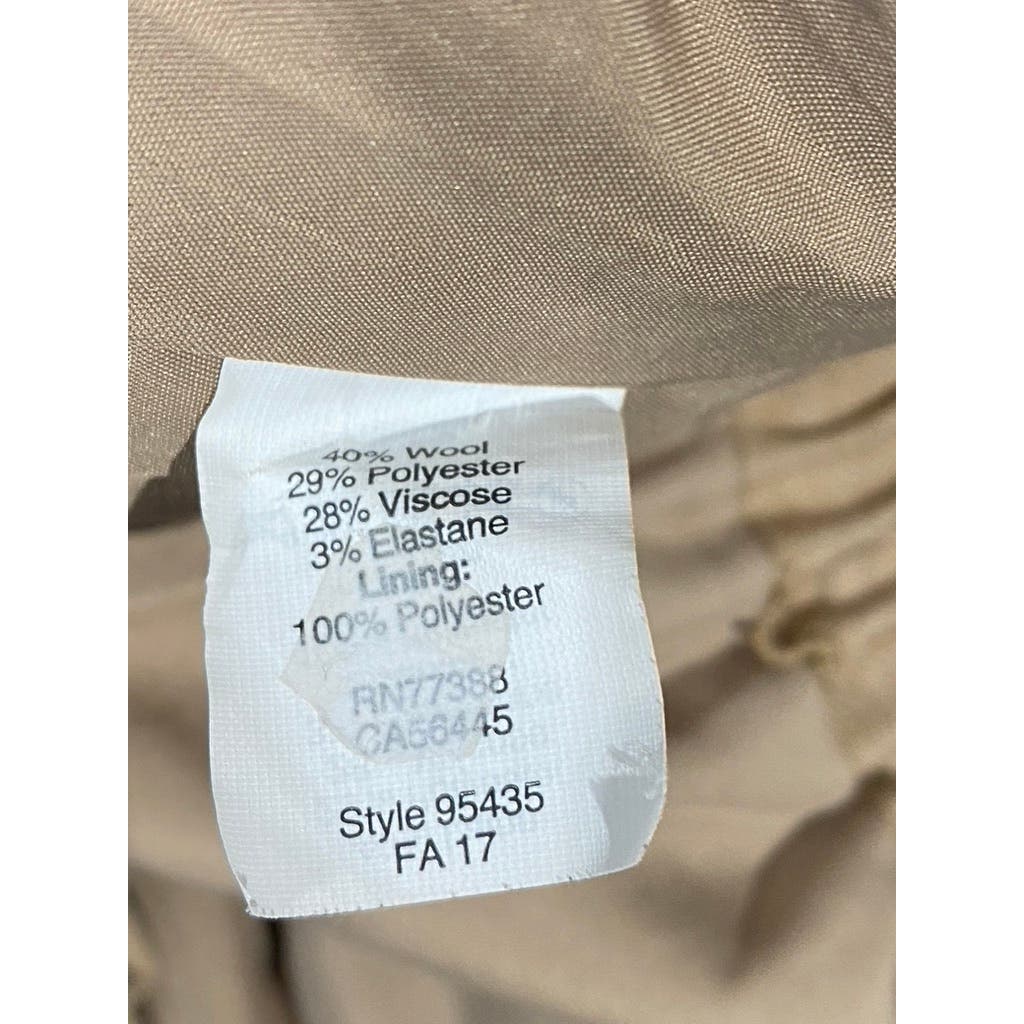 40% Wool
29% Polyester
28% Viscose
3% Elastane
Lining:
100% Polyester
RN77388
CA56445
Style 95435
FA 17